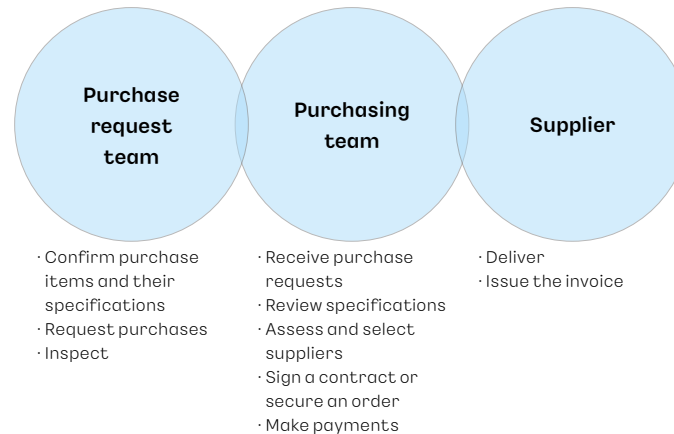 Purchase
request
team
Purchasing
team
Supplier
· Confirm purchase
items and their
specifications
· Request purchases
· Inspect
· Receive purchase
requests
· Review specifications
· Assess and select
suppliers
· Sign a contract or
secure an order
· Make payments
· Deliver
· Issue the invoice